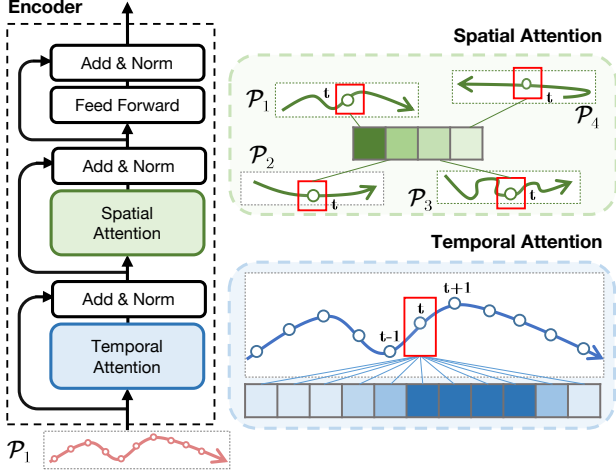 Encoder
Add & Norm
Feed Forward
Add & Norm
Spatial
Attention
Add & Norm
Temporal
Attention
P1
Spatial Attention
P1
t
t
P4
P2
t
P3
t
Temporal Attention
t-1
t
t+1